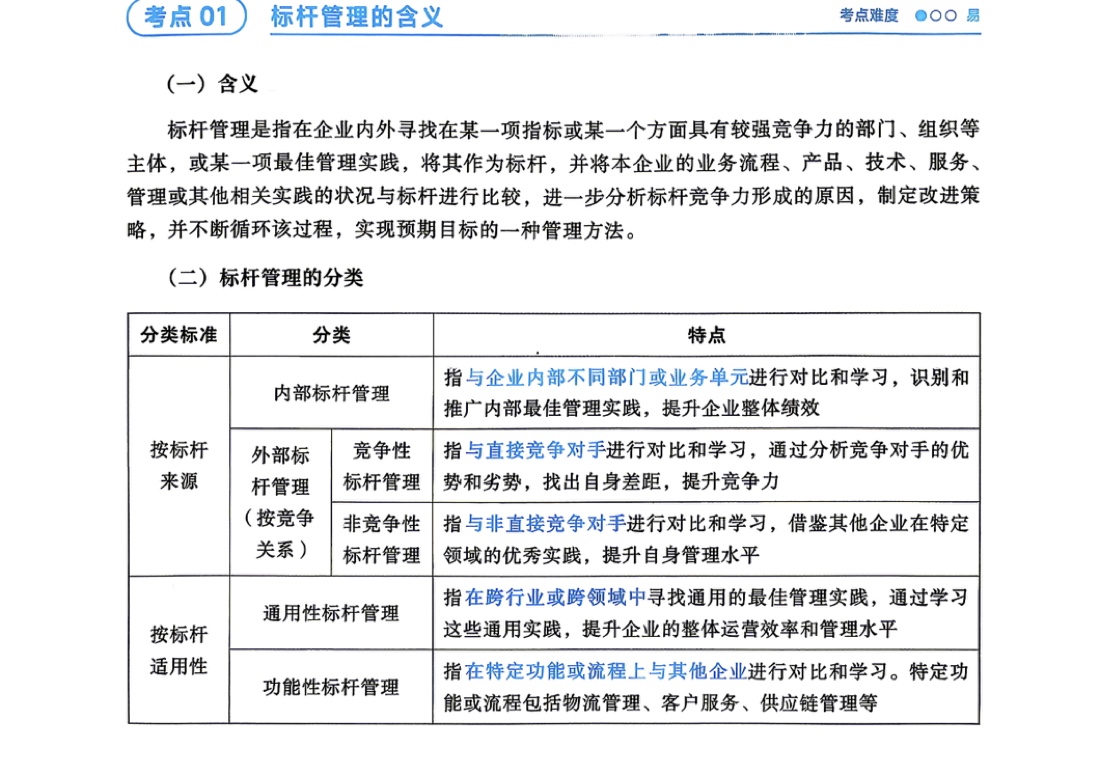 考点 01
标杆管理的含义
考点难度 ●○○ 易
（一）含义
标杆管理是指在企业内外寻找在某一项指标或某一个方面具有较强竞争力的部门、组织等
主体，或某一项最佳管理实践，将其作为标杆，并将本企业的业务流程、产品、技术、服务、
管理或其他相关实践的状况与标杆进行比较，进一步分析标杆竞争力形成的原因，制定改进策
略，并不断循环该过程，实现预期目标的一种管理方法。
（二）标杆管理的分类
分类标准
分类
特点
按标杆
来源
内部标杆管理
指与企业内部不同部门或业务单元进行对比和学习，识别和
推广内部最佳管理实践，提升企业整体绩效
外部标
杆管理
（按竞争
关系）
竞争性
标杆管理
指与直接竞争对手进行对比和学习，通过分析竞争对手的优
势和劣势，找出自身差距，提升竞争力
非竞争性
标杆管理
指与非直接竞争对手进行对比和学习，借鉴其他企业在特定
领域的优秀实践，提升自身管理水平
按标杆
适用性
通用性标杆管理
指在跨行业或跨领域中寻找通用的最佳管理实践，通过学习
这些通用实践，提升企业的整体运营效率和管理水平
功能性标杆管理
指在特定功能或流程上与其他企业进行对比和学习。特定功
能或流程包括物流管理、客户服务、供应链管理等